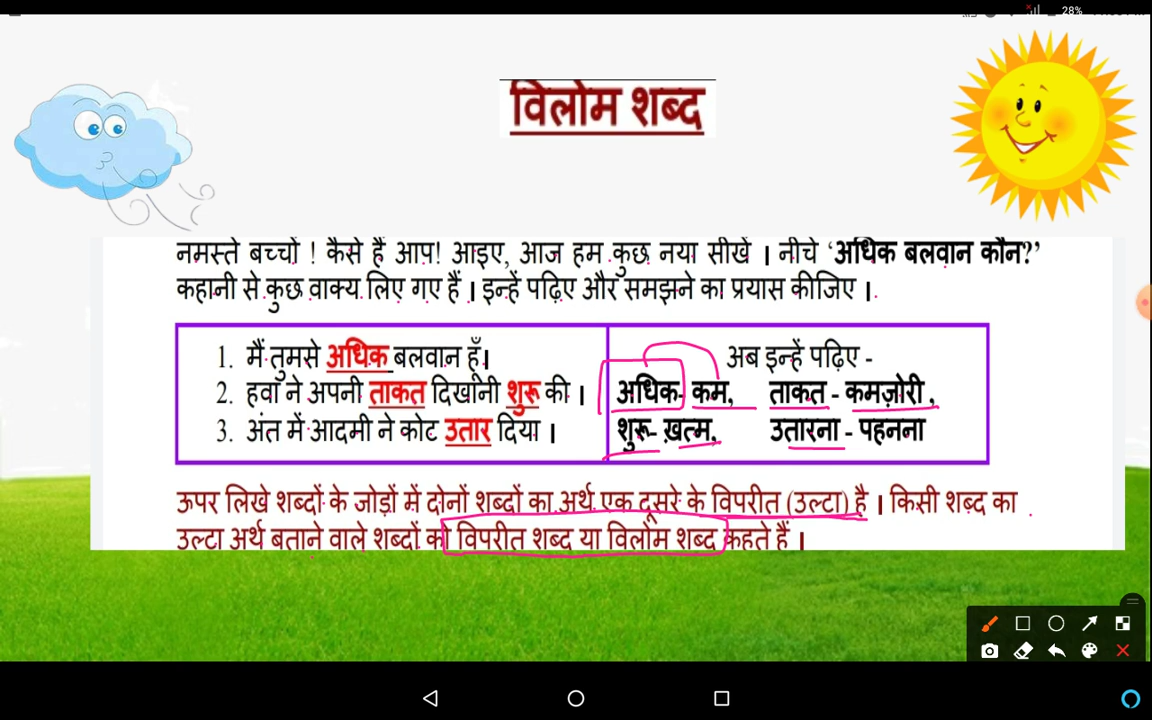 28%
विलोम शब्द
नमस्ते बच्चों ! कैसे हैं आप! आइए, आज हम कुछ नया सीखें । नीचे ‘अधिक बलवान कौन?’
कहानी से कुछ वाक्य लिए गए हैं । इन्हें पढ़िए और समझने का प्रयास कीजिए ।
1. मैं तुमसे अधिक बलवान हूँ।
2. हवा ने अपनी ताकत दिखानी शुरू की ।
3. अंत में आदमी ने कोट उतार दिया ।
अब इन्हें पढ़िए -
अधिक- कम, ताकत - कमज़ोरी ,
शुरू- ख़त्म, उतारना - पहनना
ऊपर लिखे शब्दों के जोड़ों में दोनों शब्दों का अर्थ एक दूसरे के विपरीत (उल्टा) है । किसी शब्द का
उल्टा अर्थ बताने वाले शब्दों को विपरीत शब्द या विलोम शब्द कहते हैं ।